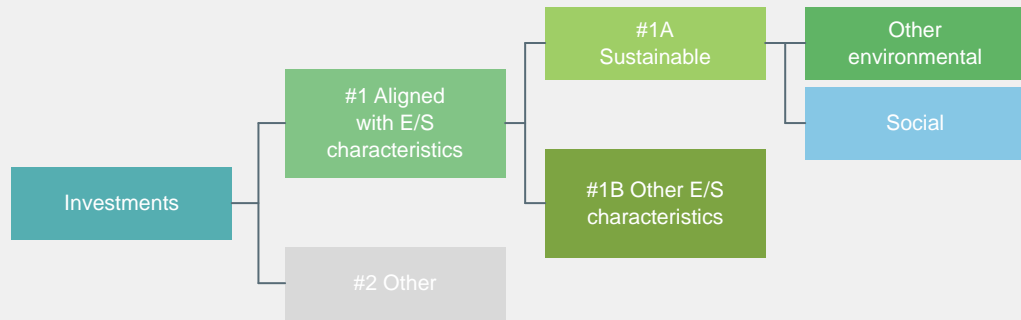 Investments
#1 Aligned
with E/S
characteristics
#2 Other
#1A
Sustainable
#1B Other E/S
characteristics
Other
environmental
Social